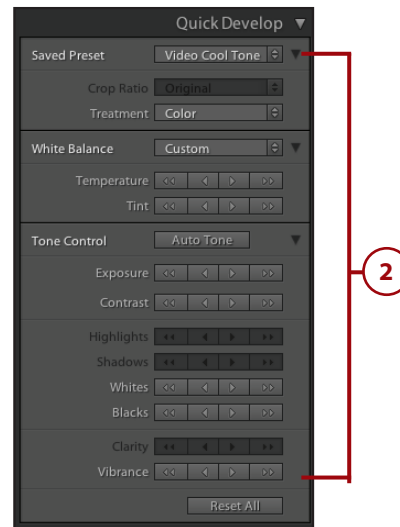 Quick Develop
Saved Preset Video Cool Tone
Crop Ratio Original
Treatment Color
White Balance Custom
Temperature
Tint
Tone Control Auto Tone
Exposure
Contrast
Highlights
Shadows
Whites
Blacks
Clarity
Vibrance
Reset All
2